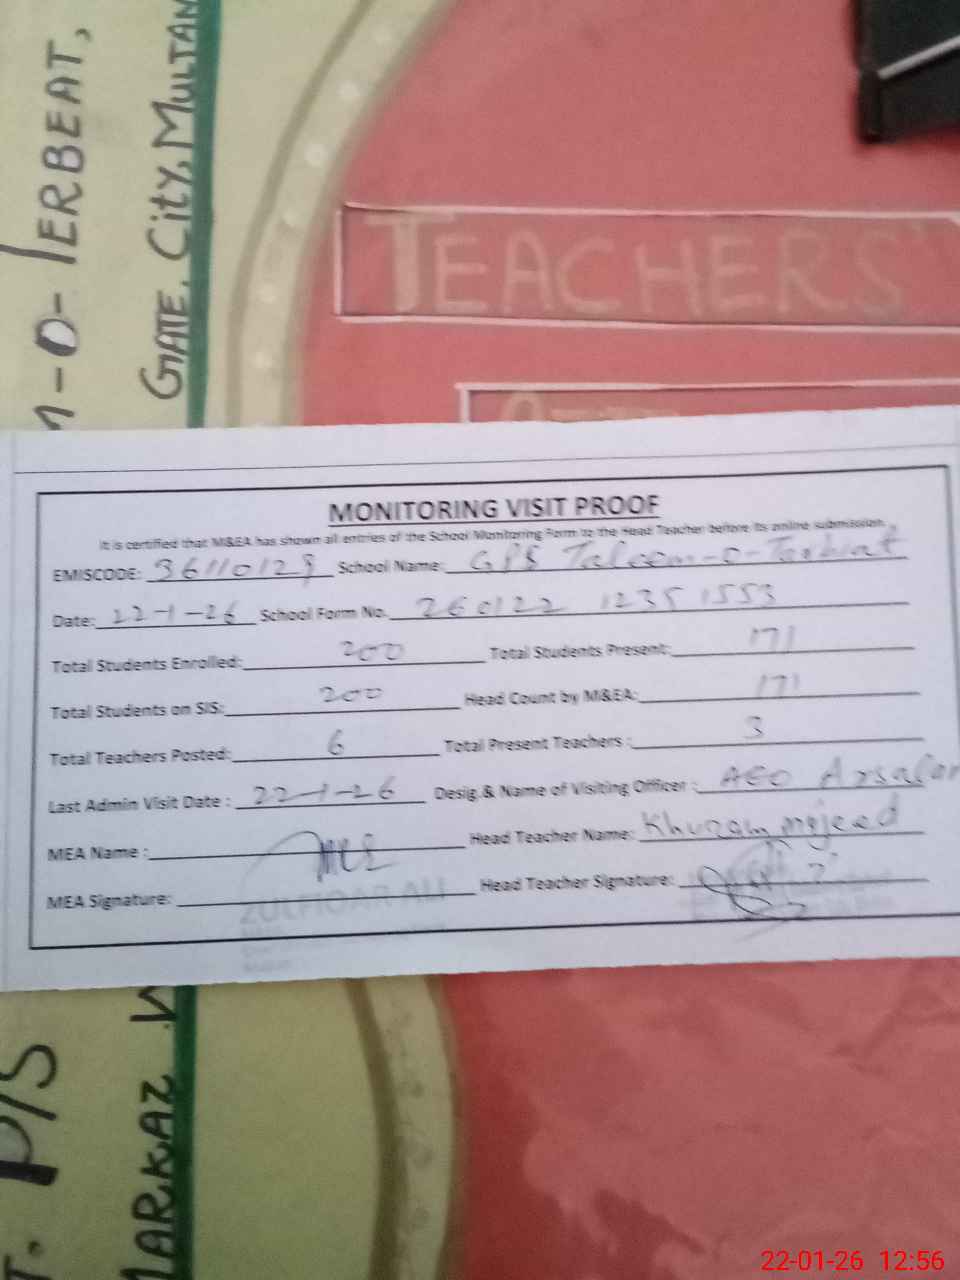 M-O-TERBEAT,
GATE, City, MULTAN
TEACHERS'
MONITORING VISIT PROOF
It is certified that M&EA has shown all entries of the School Monitoring Form to the Head Teacher before its online submission.
EMISCODE: 36110129 School Name: GPS Taleem-o-Tarbiat
Date: 22-1-26 School Form No. 260122 12351553
Total Students Enrolled: 200 Total Students Present: 171
Total Students on SIS: 200 Head Count by M&EA: 171
Total Teachers Posted: 6 Total Present Teachers : 3
Last Admin Visit Date : 22-1-26 Desig.& Name of Visiting Officer : AEO Arsalan
MEA Name : Head Teacher Name: Khuram majeed
MEA Signature: Head Teacher Signature:
ZULFIQAR ALI
P/S
MARKAZ
22-01-26 12:56